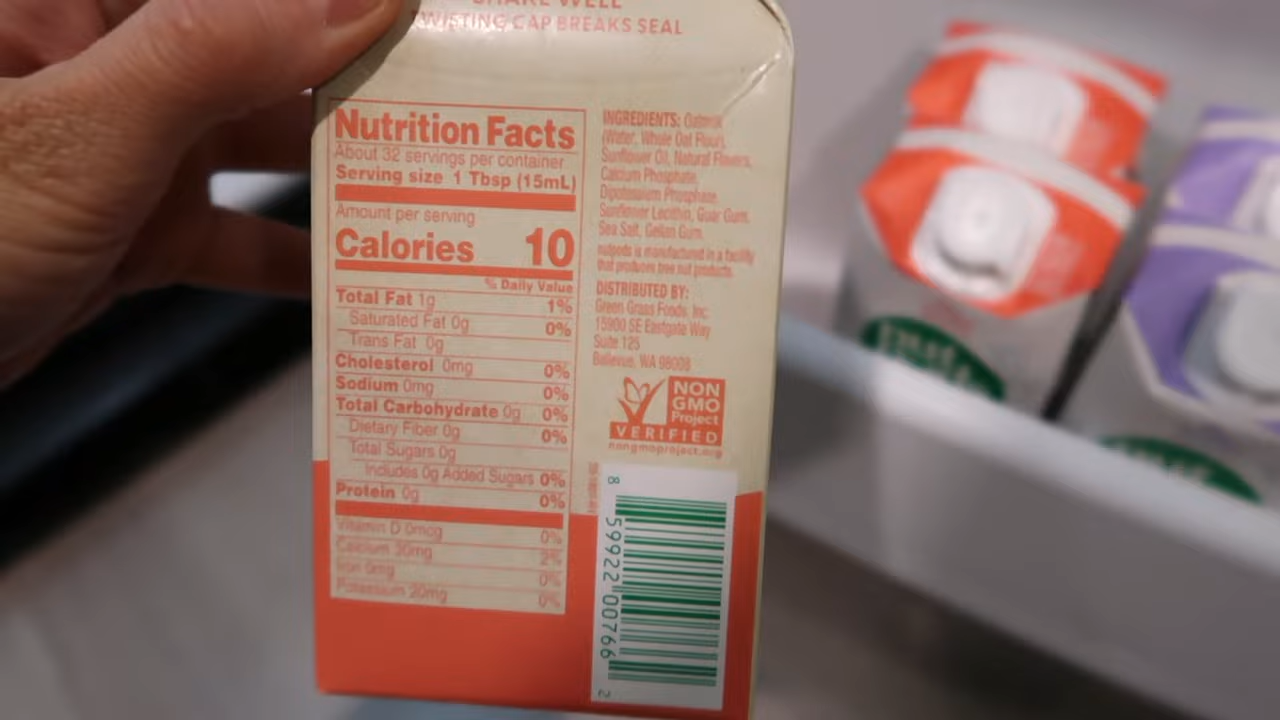 SHAKE WELL
TWISTING CAP BREAKS SEAL
Nutrition Facts
About 32 servings per container
Serving size 1 Tbsp (15mL)
Amount per serving
Calories 10
% Daily Value
Total Fat 1g 1%
Saturated Fat 0g 0%
Trans Fat 0g
Cholesterol 0mg 0%
Sodium 0mg 0%
Total Carbohydrate 0g 0%
Dietary Fiber 0g 0%
Total Sugars 0g
Includes 0g Added Sugars 0%
Protein 0g 0%
Vitamin D 0mcg 0%
Calcium 30mg 2%
Iron 0mg 0%
Potassium 20mg 0%
INGREDIENTS: Oatmilk
(Water, Whole Oat Flour),
Sunflower Oil, Natural Flavors,
Calcium Phosphate,
Dipotassium Phosphate,
Sunflower Lecithin, Guar Gum,
Sea Salt, Gellan Gum.
nutpods is manufactured in a facility
that produces tree nut products.
DISTRIBUTED BY:
Green Grass Foods, Inc.
15900 SE Eastgate Way
Suite 125
Bellevue, WA 98008
NON
GMO
Project
VERIFIED
nongmoproject.org
8 59922 00766 2